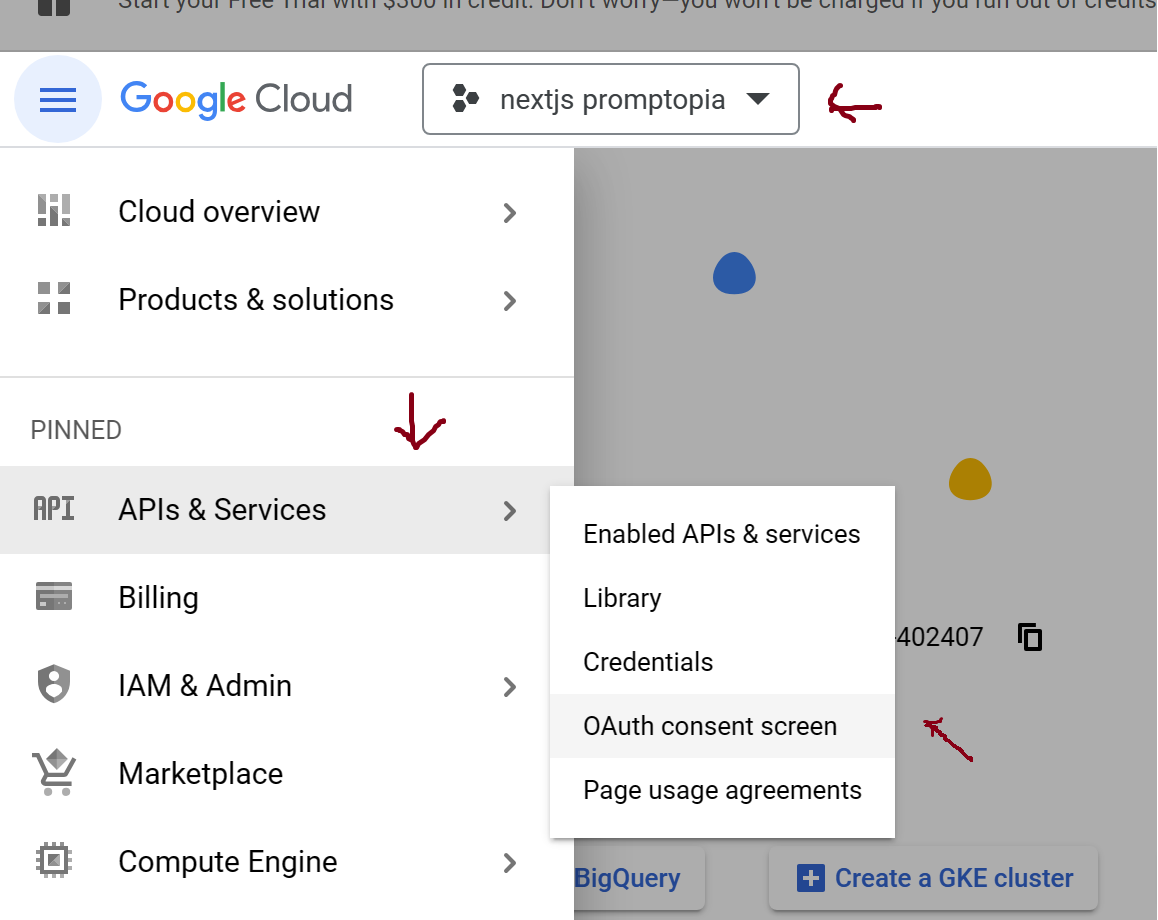 Start your Free Trial with $300 in credit. Don't worry—you won't be charged if you run out of credits
Google Cloud
nextjs promptopia
Cloud overview
Products & solutions
PINNED
API
APIs & Services
Enabled APIs & services
Billing
Library
-402407
Credentials
IAM & Admin
OAuth consent screen
Marketplace
Page usage agreements
Compute Engine
BigQuery
Create a GKE cluster